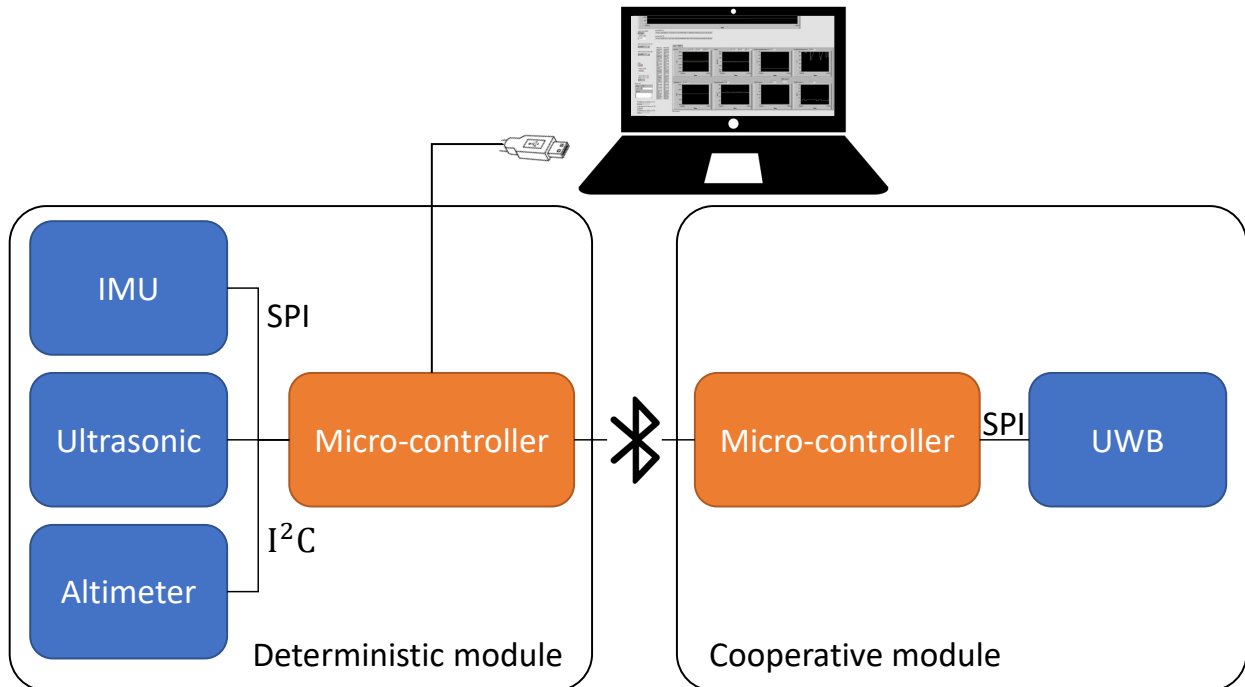 IMU
SPI
Ultrasonic
Micro-controller
Micro-controller
SPI
UWB
I²C
Altimeter
Deterministic module
Cooperative module